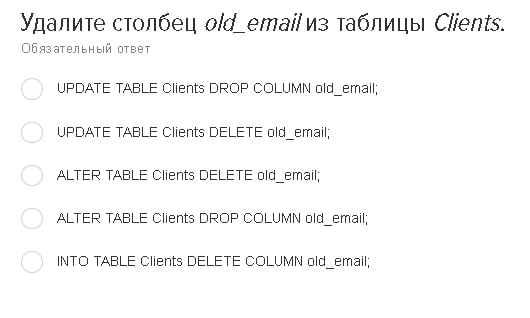 Удалите столбец old_email из таблицы Clients.
Обязательный ответ
UPDATE TABLE Clients DROP COLUMN old_email;
UPDATE TABLE Clients DELETE old_email;
ALTER TABLE Clients DELETE old_email;
ALTER TABLE Clients DROP COLUMN old_email;
INTO TABLE Clients DELETE COLUMN old_email;